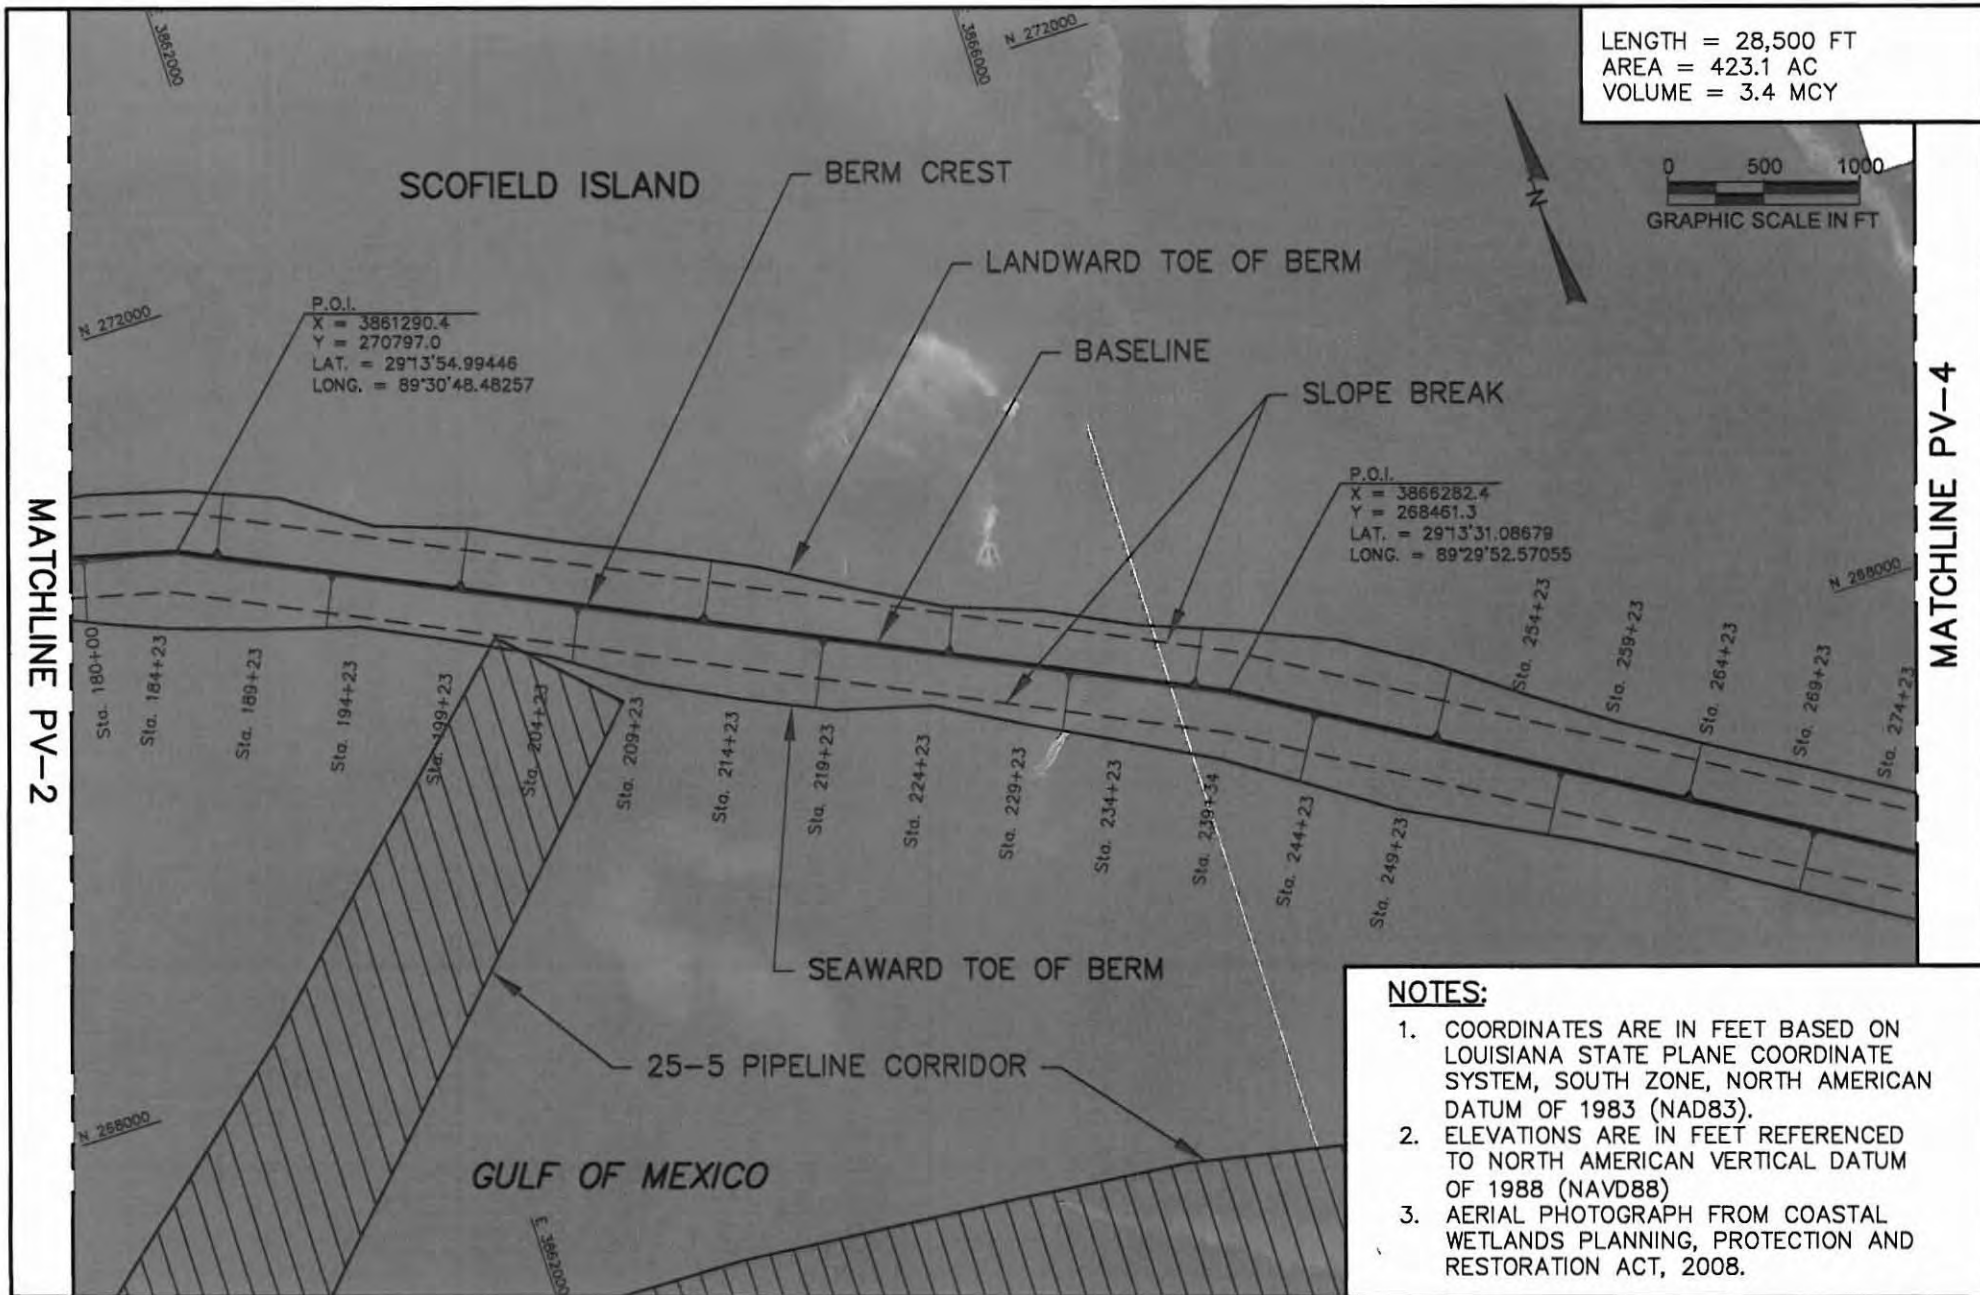 E 3862000
E 3866000
N 272000
LENGTH = 28,500 FT
AREA = 423.1 AC
VOLUME = 3.4 MCY
SCOFIELD ISLAND
BERM CREST
N
0 500 1000
GRAPHIC SCALE IN FT
LANDWARD TOE OF BERM
N 272000
P.O.I.
X = 3861290.4
Y = 270797.0
LAT. = 29°13'54.99446
LONG. = 89°30'48.48257
BASELINE
SLOPE BREAK
P.O.I.
X = 3866282.4
Y = 268461.3
LAT. = 29°13'31.08679
LONG. = 89°29'52.57055
N 268000
MATCHLINE PV-2
MATCHLINE PV-4
Sta. 180+00
Sta. 184+23
Sta. 189+23
Sta. 194+23
Sta. 199+23
Sta. 204+23
Sta. 209+23
Sta. 214+23
Sta. 219+23
Sta. 224+23
Sta. 229+23
Sta. 234+23
Sta. 239+34
Sta. 244+23
Sta. 249+23
Sta. 254+23
Sta. 259+23
Sta. 264+23
Sta. 269+23
Sta. 274+23
SEAWARD TOE OF BERM
25-5 PIPELINE CORRIDOR
N 268000
GULF OF MEXICO
E 3862000
NOTES:
1. COORDINATES ARE IN FEET BASED ON
LOUISIANA STATE PLANE COORDINATE
SYSTEM, SOUTH ZONE, NORTH AMERICAN
DATUM OF 1983 (NAD83).
2. ELEVATIONS ARE IN FEET REFERENCED
TO NORTH AMERICAN VERTICAL DATUM
OF 1988 (NAVD88)
3. AERIAL PHOTOGRAPH FROM COASTAL
WETLANDS PLANNING, PROTECTION AND
RESTORATION ACT, 2008.